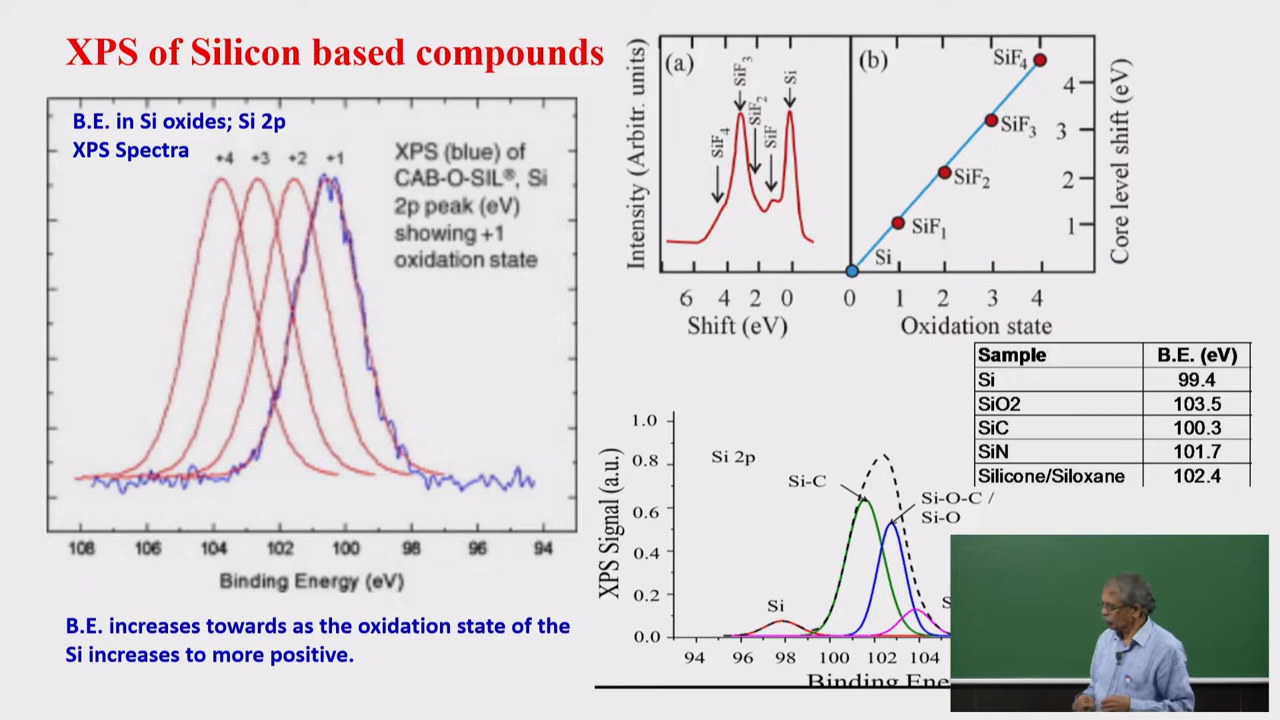 XPS of Silicon based compounds
B.E. in Si oxides; Si 2p
XPS Spectra
+4 +3 +2 +1
XPS (blue) of
CAB-O-SIL®, Si
2p peak (eV)
showing +1
oxidation state
108 106 104 102 100 98 96 94
Binding Energy (eV)
B.E. increases towards as the oxidation state of the
Si increases to more positive.
(a)
Intensity (Arbitr. units)
SiF4
SiF3
SiF2
SiF
Si
6 4 2 0
Shift (eV)
(b)
SiF4
SiF3
SiF2
SiF1
Si
4
3
2
1
Core level shift (eV)
0 1 2 3 4
Oxidation state
Sample B.E. (eV)
Si 99.4
SiO2 103.5
SiC 100.3
SiN 101.7
Silicone/Siloxane 102.4
XPS Signal (a.u.)
1.0
0.8
0.6
0.4
0.2
0.0
Si 2p
Si-C
Si-O-C /
Si-O
Si
94 96 98 100 102 104
Binding Ene